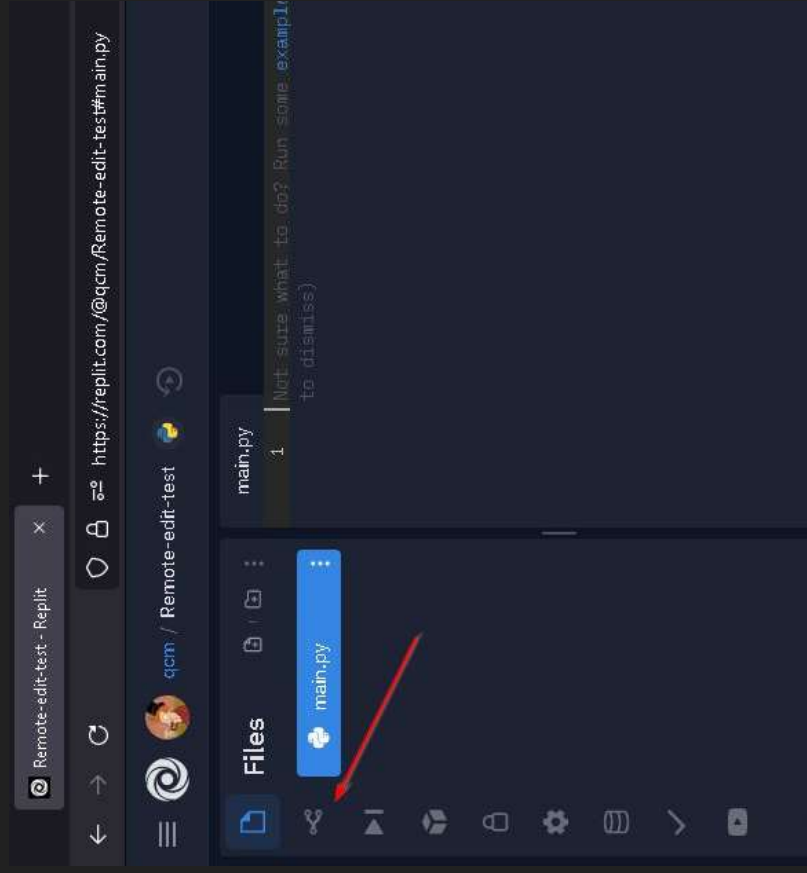 Remote-edit-test - Replit
https://replit.com/@qcm/Remote-edit-test#main.py
qcm / Remote-edit-test
Files
main.py
main.py
1
Not sure what to do? Run some exampl
to dismiss)